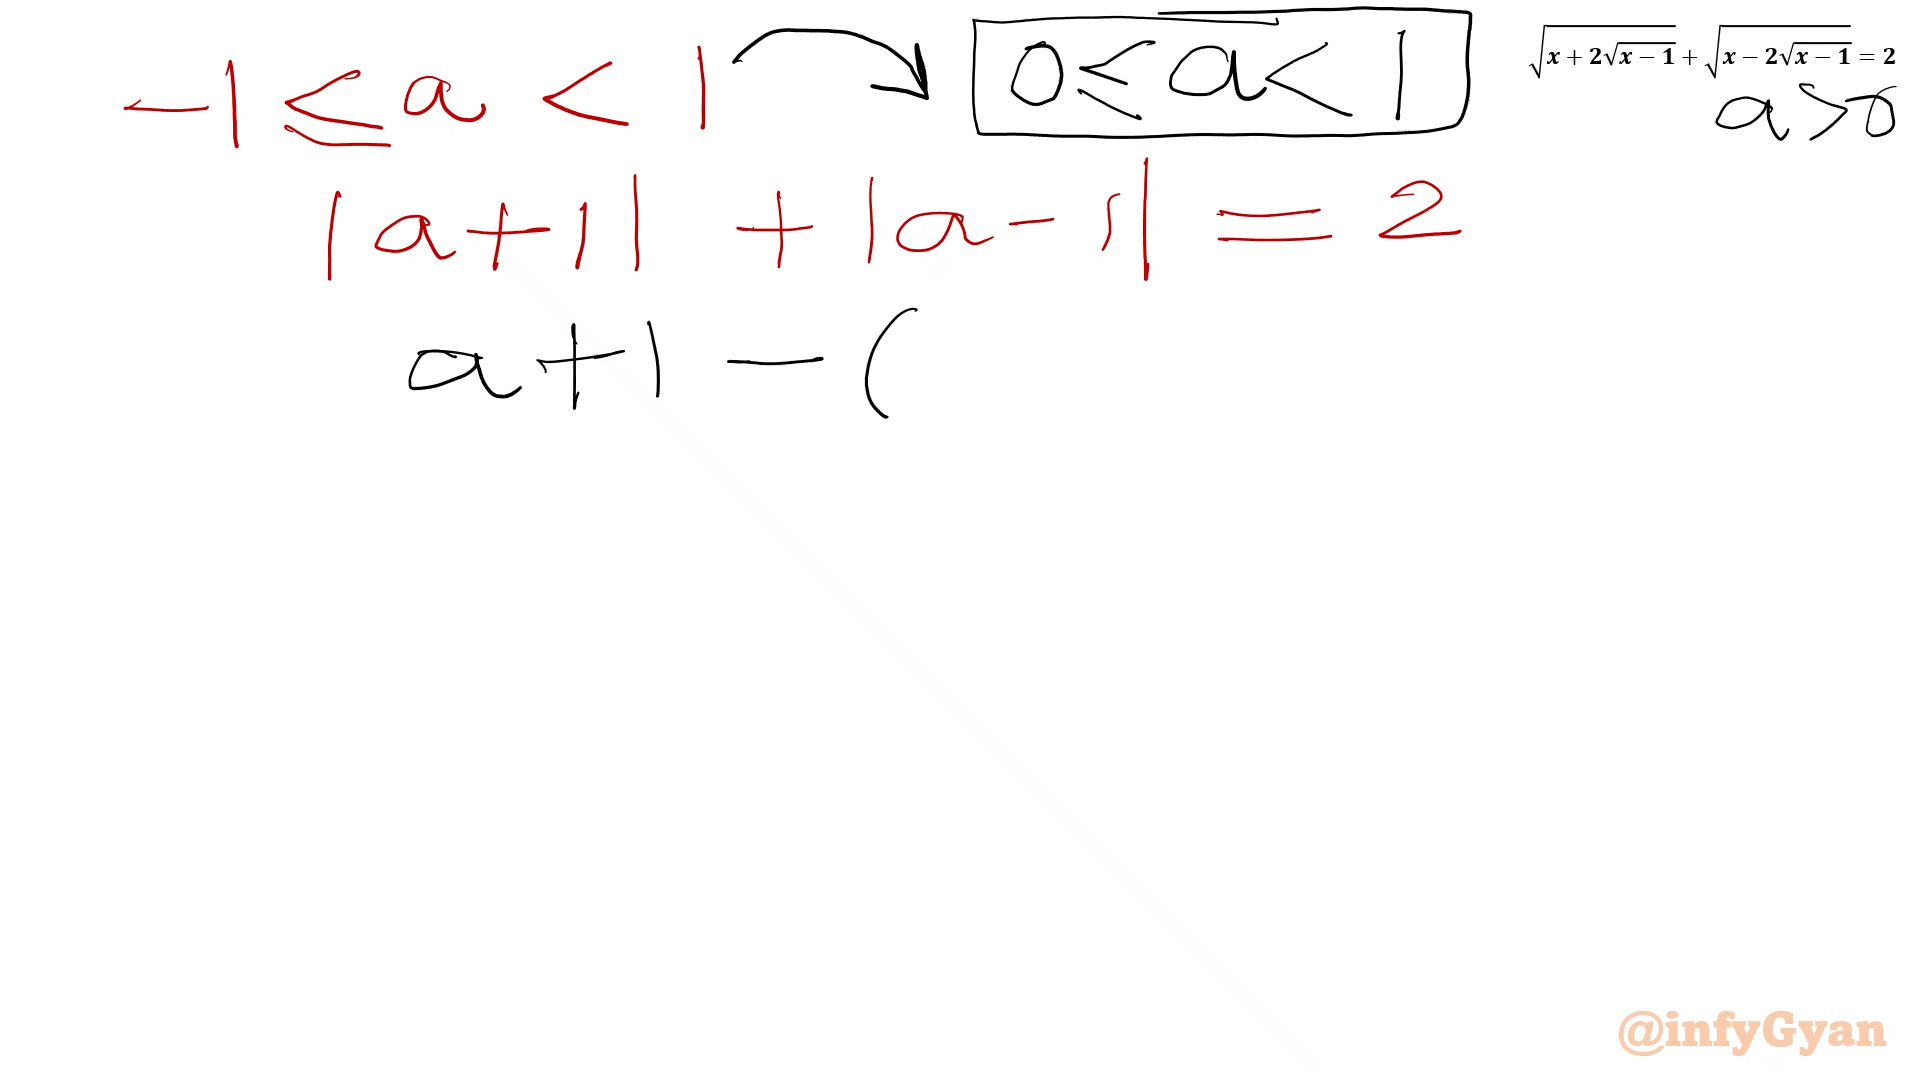 -1 ≤ a < 1 0 ≤ a < 1
√(x + 2√(x − 1)) + √(x − 2√(x − 1)) = 2
a > 0
|a+1| + |a-1| = 2
a+1 - (
@infyGyan